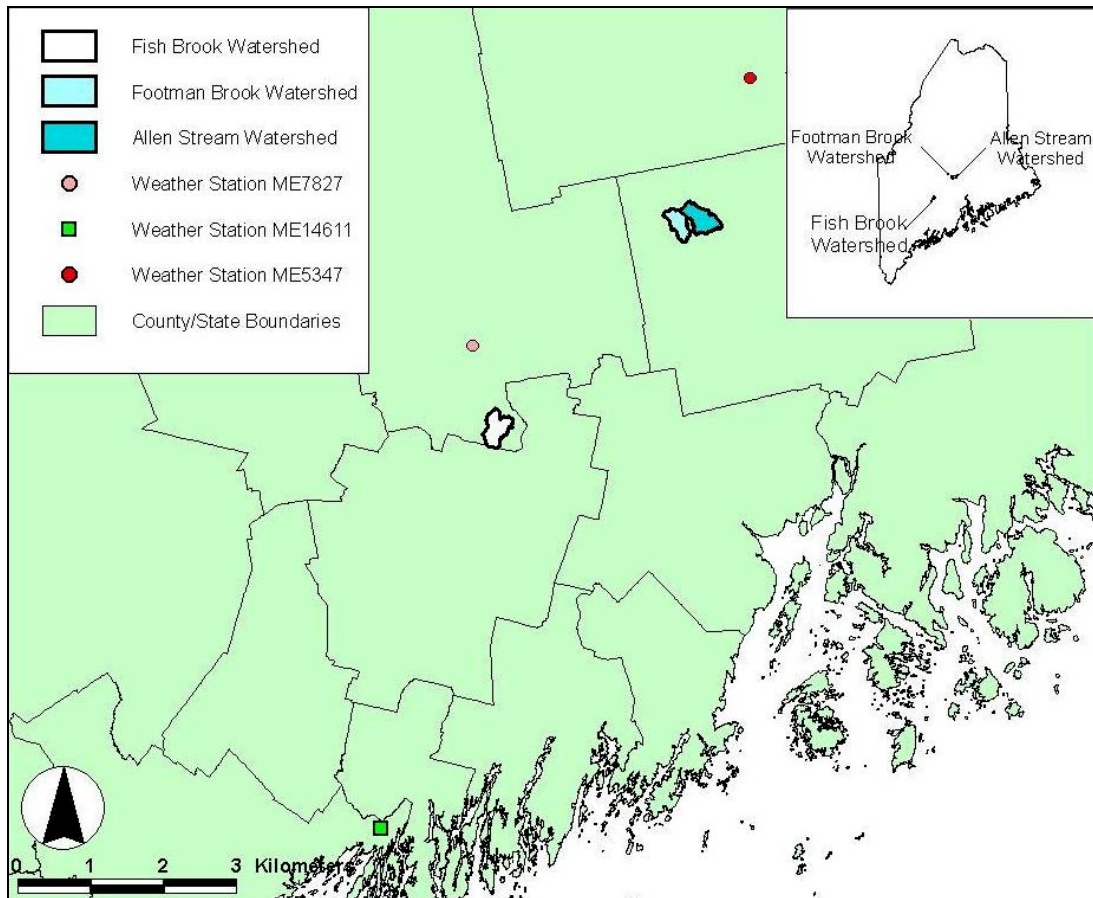 Fish Brook Watershed
Footman Brook Watershed
Allen Stream Watershed
Weather Station ME7827
Weather Station ME14611
Weather Station ME5347
County/State Boundaries
Footman Brook
Watershed
Allen Stream
Watershed
Fish Brook
Watershed
0 1 2 3 Kilometers